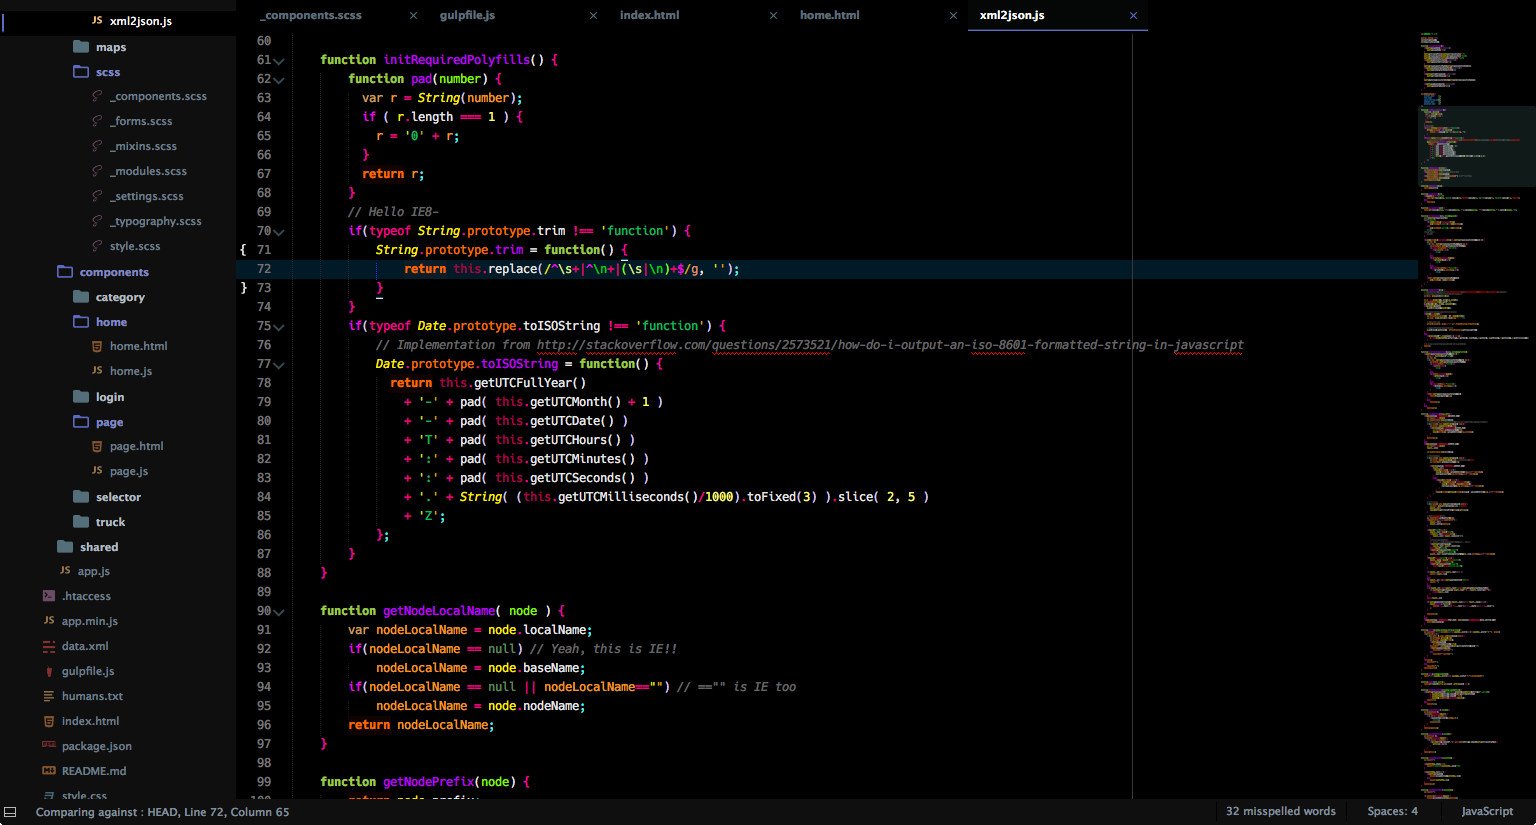 JS xml2json.js
maps
scss
_components.scss
_forms.scss
_mixins.scss
_modules.scss
_settings.scss
_typography.scss
style.scss
components
category
home
home.html
JS home.js
login
page
page.html
JS page.js
selector
truck
shared
JS app.js
.htaccess
JS app.min.js
data.xml
gulpfile.js
humans.txt
index.html
package.json
README.md
style.css
_components.scss × gulpfile.js × index.html × home.html × xml2json.js ×
60
61 function initRequiredPolyfills() {
62 function pad(number) {
63 var r = String(number);
64 if ( r.length === 1 ) {
65 r = '0' + r;
66 }
67 return r;
68 }
69 // Hello IE8-
70 if(typeof String.prototype.trim !== 'function') {
{ 71 String.prototype.trim = function() {
72 return this.replace(/^\s+|^\n+|(\s|\n)+$/g, '');
} 73 }
74 }
75 if(typeof Date.prototype.toISOString !== 'function') {
76 // Implementation from http://stackoverflow.com/questions/2573521/how-do-i-output-an-iso-8601-formatted-string-in-javascript
77 Date.prototype.toISOString = function() {
78 return this.getUTCFullYear()
79 + '-' + pad( this.getUTCMonth() + 1 )
80 + '-' + pad( this.getUTCDate() )
81 + 'T' + pad( this.getUTCHours() )
82 + ':' + pad( this.getUTCMinutes() )
83 + ':' + pad( this.getUTCSeconds() )
84 + '.' + String( (this.getUTCMilliseconds()/1000).toFixed(3) ).slice( 2, 5 )
85 + 'Z';
86 };
87 }
88 }
89
90 function getNodeLocalName( node ) {
91 var nodeLocalName = node.localName;
92 if(nodeLocalName == null) // Yeah, this is IE!!
93 nodeLocalName = node.baseName;
94 if(nodeLocalName == null || nodeLocalName=="") // =="" is IE too
95 nodeLocalName = node.nodeName;
96 return nodeLocalName;
97 }
98
99 function getNodePrefix(node) {
100 return node.prefix;
Comparing against : HEAD, Line 72, Column 65
32 misspelled words
Spaces: 4
JavaScript